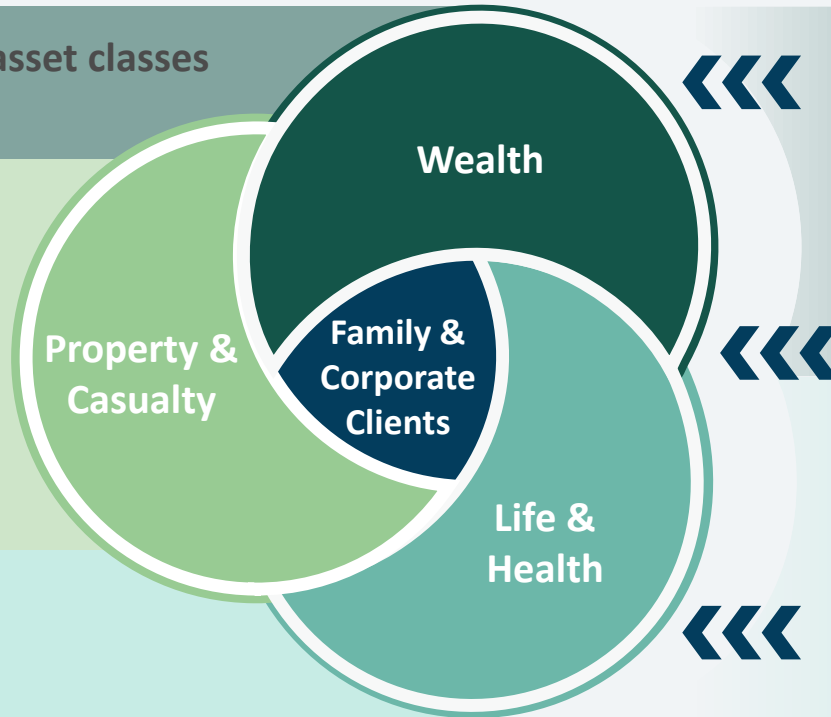 asset classes
Wealth
Property &
Casualty
Family &
Corporate
Clients
Life &
Health